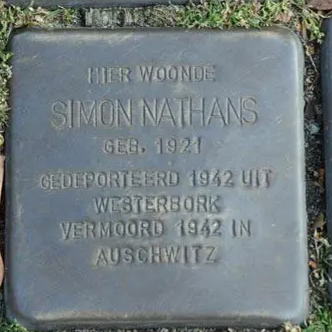 HIER WOONDE
SIMON NATHANS
GEB. 1921
GEDEPORTEERD 1942 UIT
WESTERBORK
VERMOORD 1942 IN
AUSCHWITZ